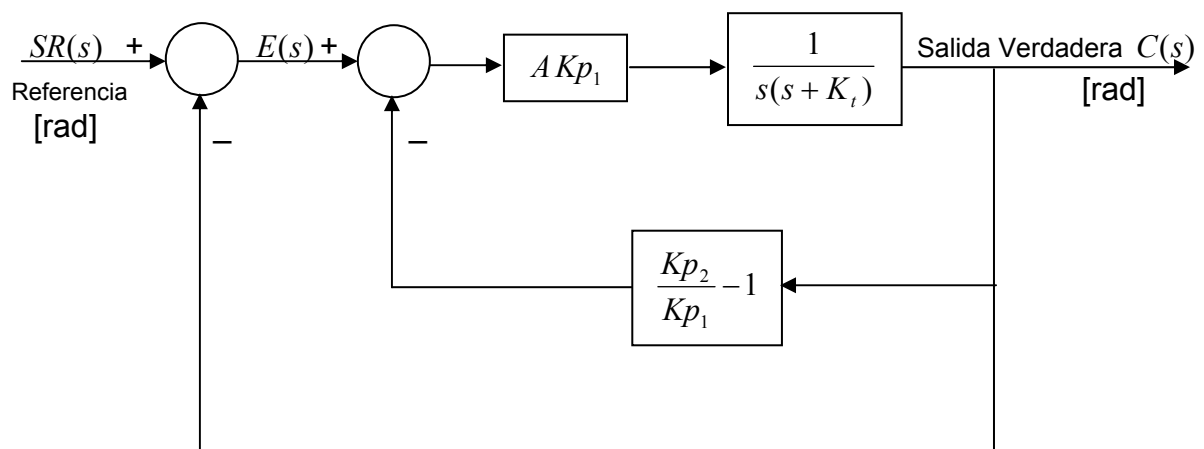 SR(s) +
Referencia
[rad]
−
E(s) +
−
A Kp₁
1
s(s + Kₜ)
Salida Verdadera C(s)
[rad]
Kp₂
Kp₁
−1